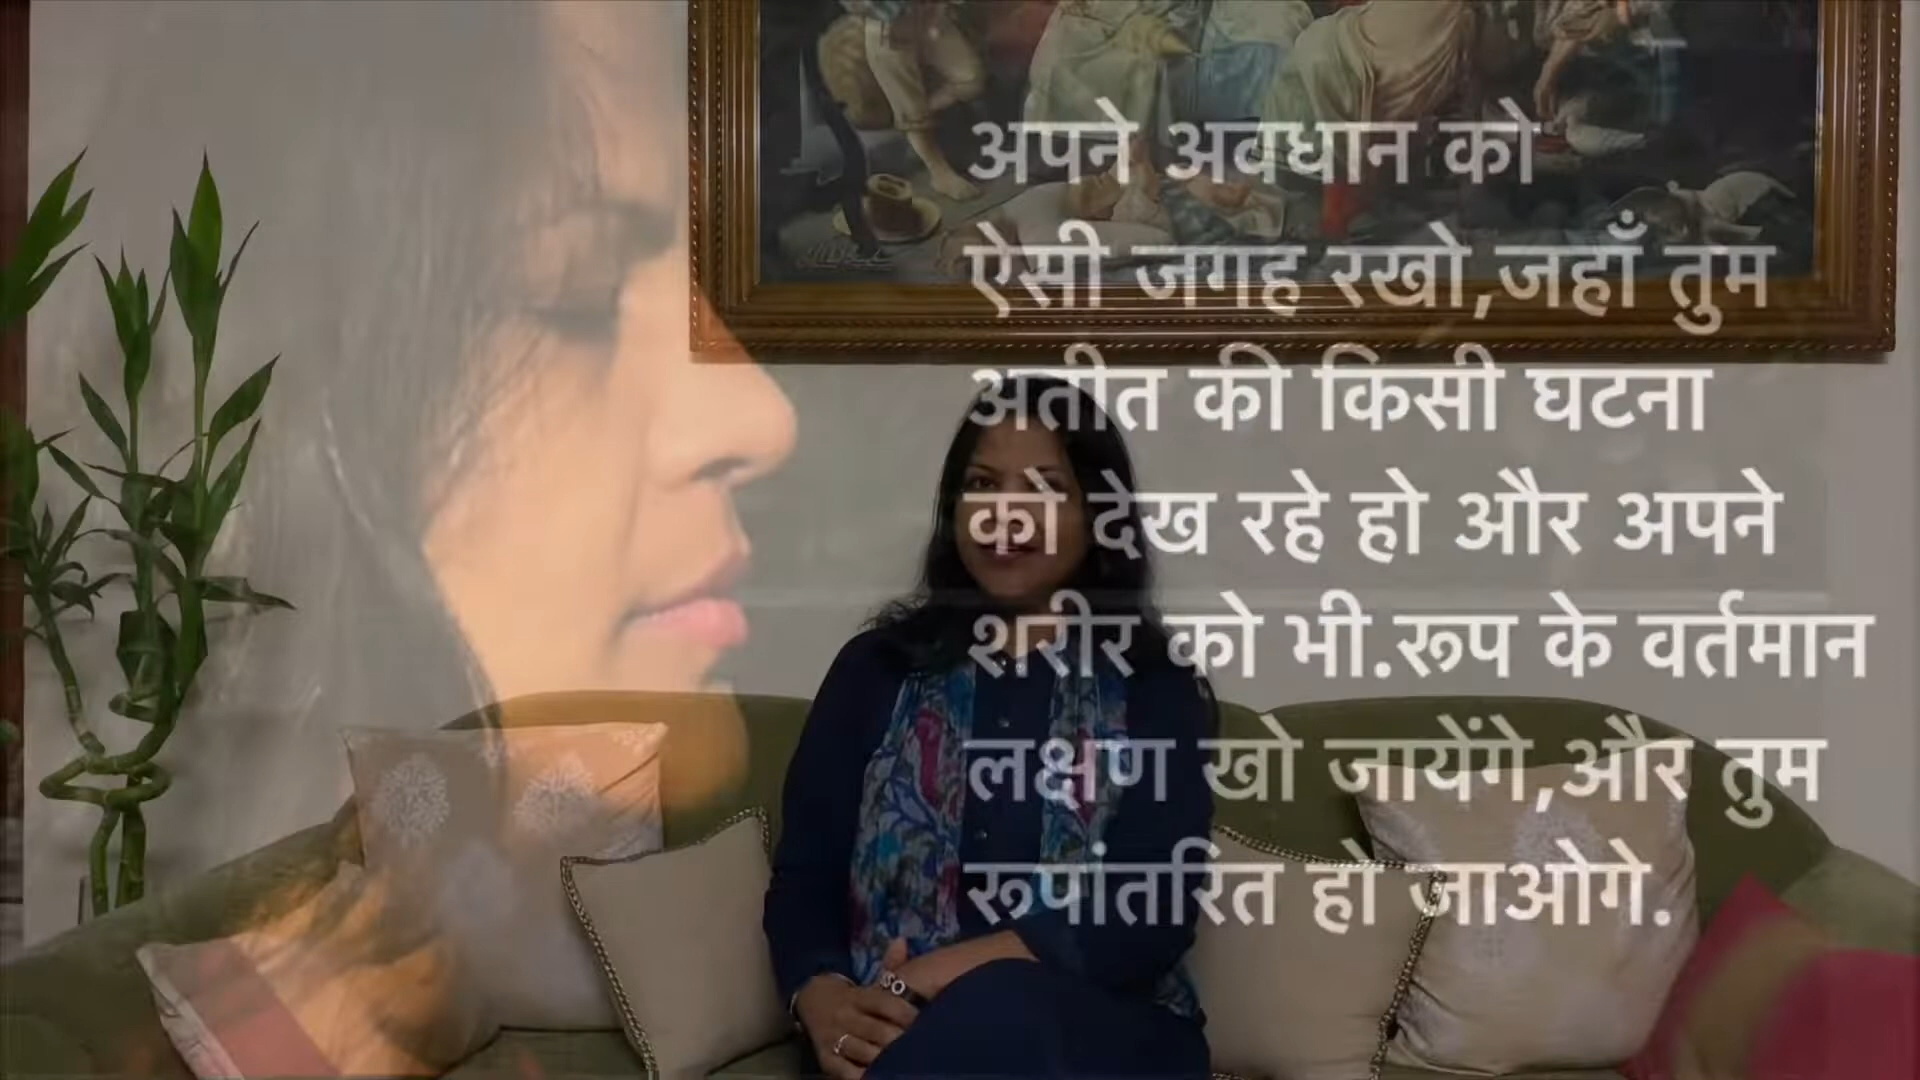 अपने अवधान को
ऐसी जगह रखो,जहाँ तुम
अतीत की किसी घटना
को देख रहे हो और अपने
शरीर को भी.रूप के वर्तमान
लक्षण खो जायेंगे,और तुम
रूपांतरित हो जाओगे.